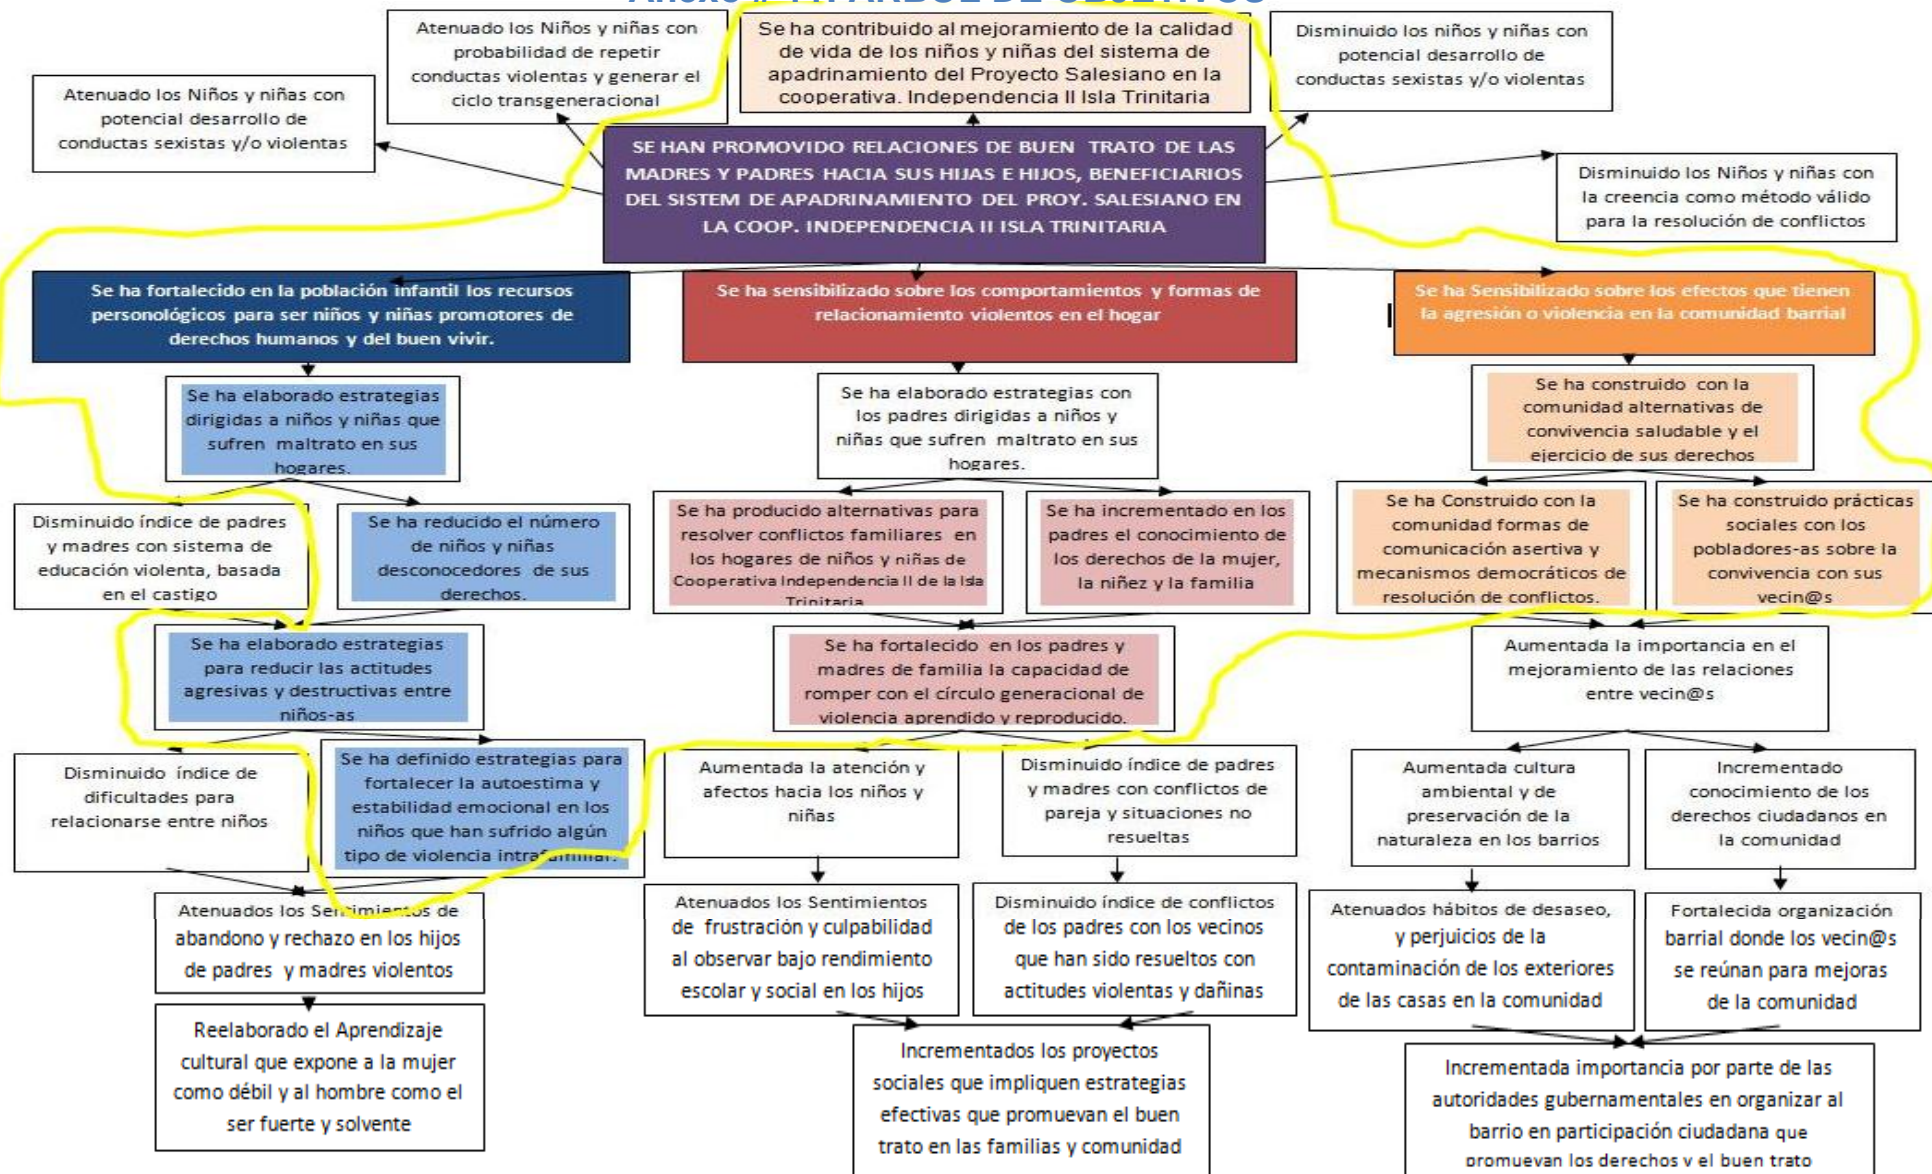 ÁRBOL DE OBJETIVOS
Atenuado los Niños y niñas con
probabilidad de repetir
conductas violentas y generar el
ciclo transgeneracional
Se ha contribuido al mejoramiento de la calidad
de vida de los niños y niñas del sistema de
apadrinamiento del Proyecto Salesiano en la
cooperativa. Independencia II Isla Trinitaria
Disminuido los niños y niñas con
potencial desarrollo de
conductas sexistas y/o violentas
Atenuado los Niños y niñas con
potencial desarrollo de
conductas sexistas y/o violentas
SE HAN PROMOVIDO RELACIONES DE BUEN TRATO DE LAS
MADRES Y PADRES HACIA SUS HIJAS E HIJOS, BENEFICIARIOS
DEL SISTEM DE APADRINAMIENTO DEL PROY. SALESIANO EN
LA COOP. INDEPENDENCIA II ISLA TRINITARIA
Disminuido los Niños y niñas con
la creencia como método válido
para la resolución de conflictos
Se ha fortalecido en la población infantil los recursos
personológicos para ser niños y niñas promotores de
derechos humanos y del buen vivir.
Se ha sensibilizado sobre los comportamientos y formas de
relacionamiento violentos en el hogar
Se ha Sensibilizado sobre los efectos que tienen
la agresión o violencia en la comunidad barrial
Se ha elaborado estrategias
dirigidas a niños y niñas que
sufren maltrato en sus
hogares.
Se ha elaborado estrategias con
los padres dirigidas a niños y
niñas que sufren maltrato en sus
hogares.
Se ha construido con la
comunidad alternativas de
convivencia saludable y el
ejercicio de sus derechos
Disminuido índice de padres
y madres con sistema de
educación violenta, basada
en el castigo
Se ha reducido el número
de niños y niñas
desconocedores de sus
derechos.
Se ha producido alternativas para
resolver conflictos familiares en
los hogares de niños y niñas de
Cooperativa Independencia II de la Isla
Trinitaria
Se ha incrementado en los
padres el conocimiento de
los derechos de la mujer,
la niñez y la familia
Se ha Construido con la
comunidad formas de
comunicación asertiva y
mecanismos democráticos de
resolución de conflictos.
Se ha construido prácticas
sociales con los
pobladores-as sobre la
convivencia con sus
vecin@s
Se ha elaborado estrategias
para reducir las actitudes
agresivas y destructivas entre
niños-as
Se ha fortalecido en los padres y
madres de familia la capacidad de
romper con el círculo generacional de
violencia aprendido y reproducido.
Aumentada la importancia en el
mejoramiento de las relaciones
entre vecin@s
Disminuido índice de
dificultades para
relacionarse entre niños
Se ha definido estrategias para
fortalecer la autoestima y
estabilidad emocional en los
niños que han sufrido algún
tipo de violencia intrafamiliar.
Aumentada la atención y
afectos hacia los niños y
niñas
Disminuido índice de padres
y madres con conflictos de
pareja y situaciones no
resueltas
Aumentada cultura
ambiental y de
preservación de la
naturaleza en los barrios
Incrementado
conocimiento de los
derechos ciudadanos en
la comunidad
Atenuados los Sentimientos de
abandono y rechazo en los hijos
de padres y madres violentos
Atenuados los Sentimientos
de frustración y culpabilidad
al observar bajo rendimiento
escolar y social en los hijos
Disminuido índice de conflictos
de los padres con los vecinos
que han sido resueltos con
actitudes violentas y dañinas
Atenuados hábitos de desaseo,
y perjuicios de la
contaminación de los exteriores
de las casas en la comunidad
Fortalecida organización
barrial donde los vecin@s
se reúnan para mejoras
de la comunidad
Reelaborado el Aprendizaje
cultural que expone a la mujer
como débil y al hombre como el
ser fuerte y solvente
Incrementados los proyectos
sociales que impliquen estrategias
efectivas que promuevan el buen
trato en las familias y comunidad
Incrementada importancia por parte de las
autoridades gubernamentales en organizar al
barrio en participación ciudadana que
promuevan los derechos y el buen trato